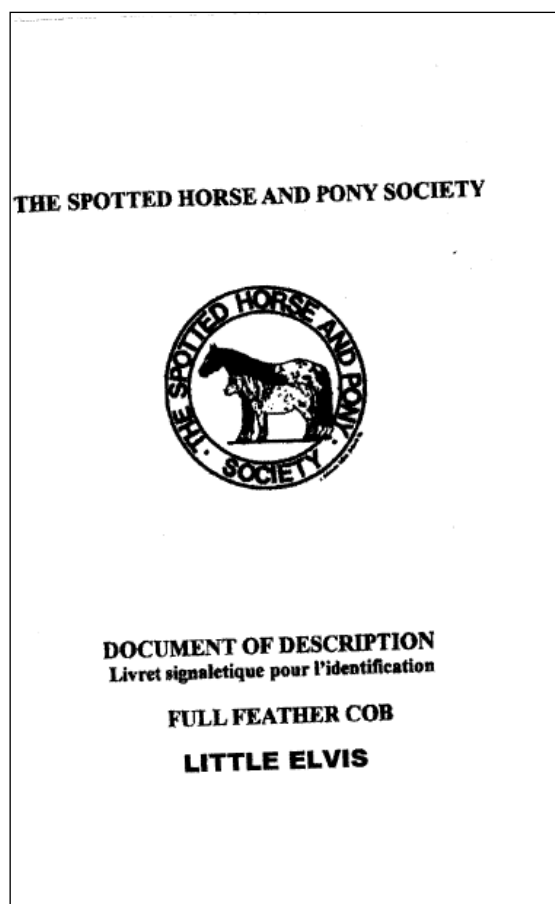 THE SPOTTED HORSE AND PONY SOCIETY
THE SPOTTED HORSE AND PONY
SOCIETY
DOCUMENT OF DESCRIPTION
Livret signaletique pour l'identification
FULL FEATHER COB
LITTLE ELVIS